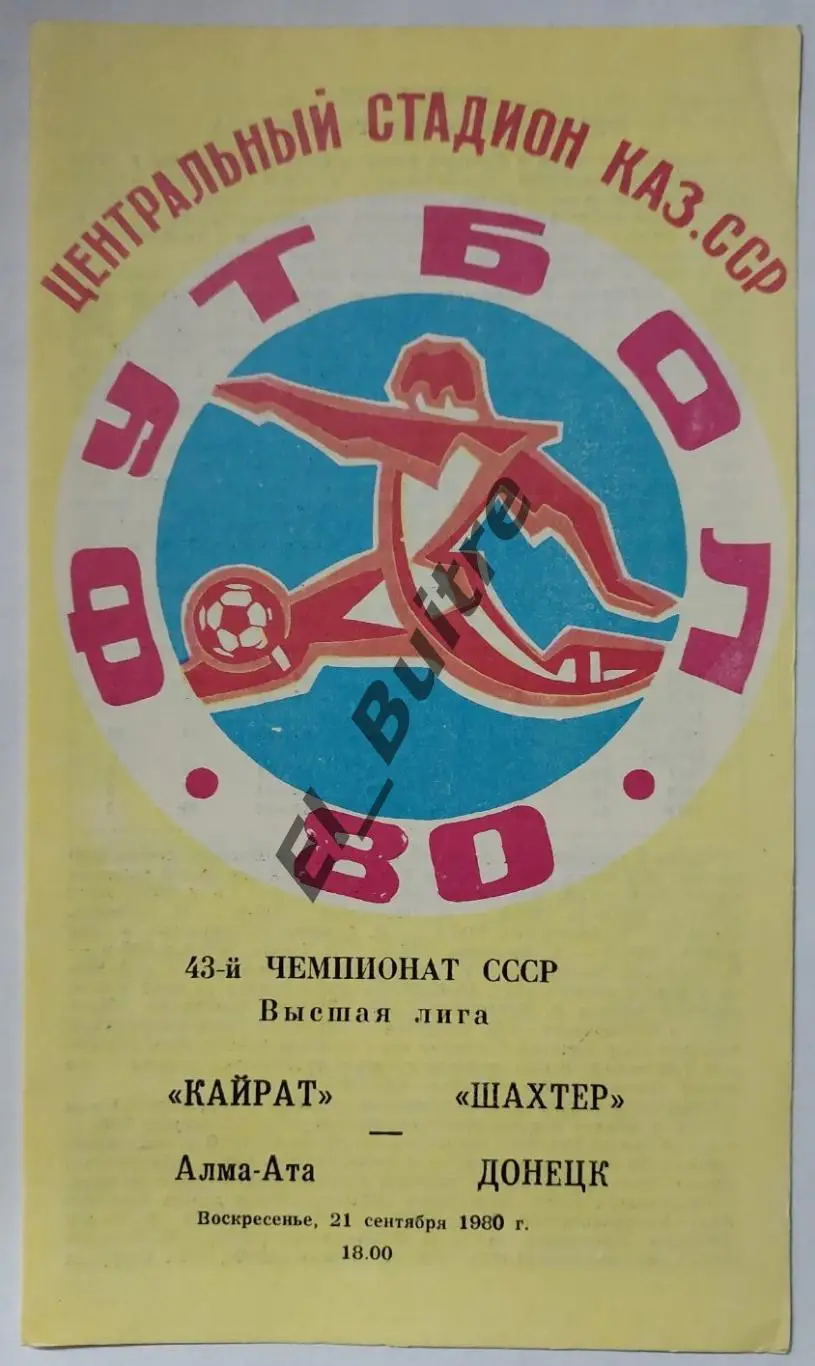 ЦЕНТРАЛЬНЫЙ СТАДИОН КАЗ.ССР
ФУТБОЛ
• 80 •
El_Buitre
43-й ЧЕМПИОНАТ СССР
Высшая лига
«КАЙРАТ» — «ШАХТЕР»
Алма-Ата ДОНЕЦК
Воскресенье, 21 сентября 1980 г.
18.00